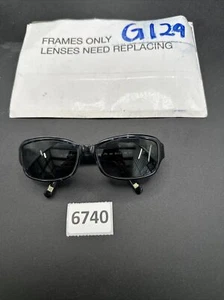 FRAMES ONLY
LENSES NEED REPLACING
G129
6740